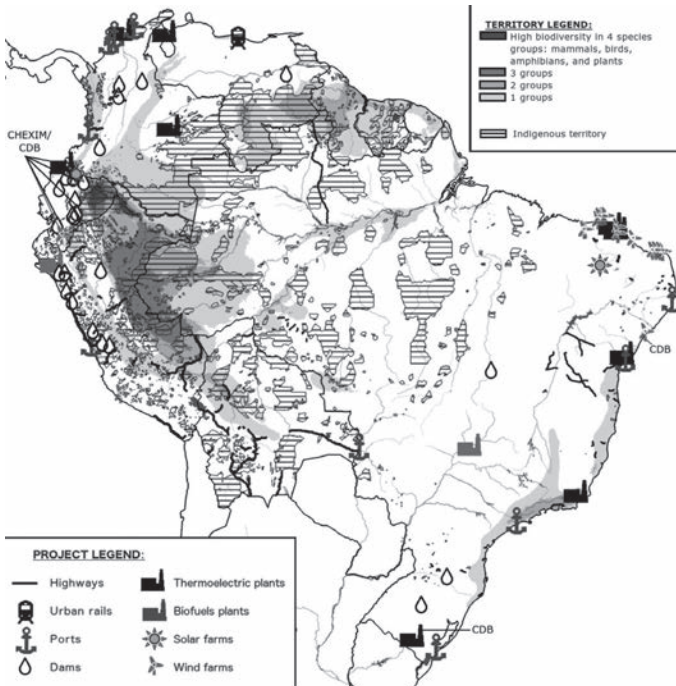 TERRITORY LEGEND:
High biodiversity in 4 species
groups: mammals, birds,
amphibians, and plants
3 groups
2 groups
1 groups
Indigenous territory
CHEXIM/
CDB
CDB
CDB
PROJECT LEGEND:
Highways
Thermoelectric plants
Urban rails
Biofuels plants
Ports
Solar farms
Dams
Wind farms